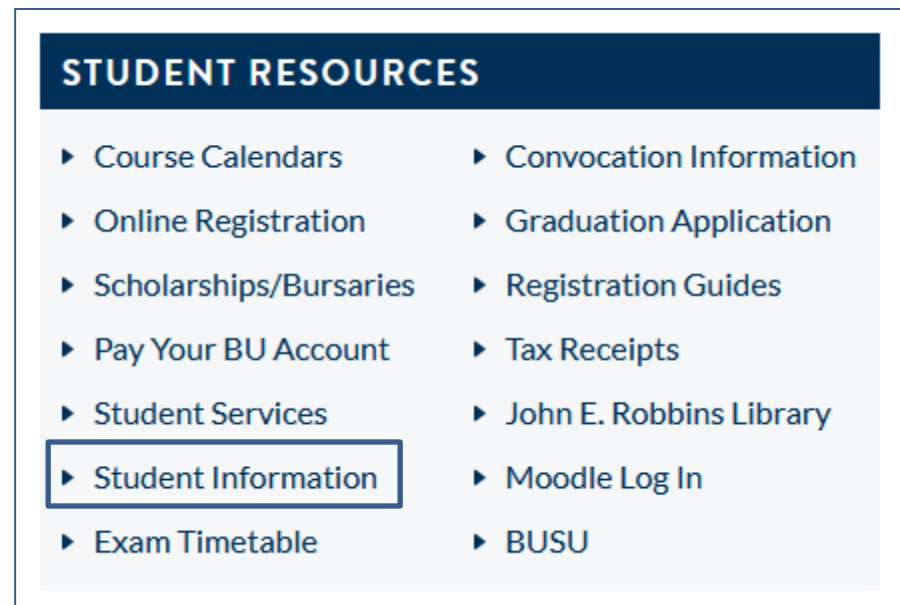 STUDENT RESOURCES
Course Calendars
Online Registration
Scholarships/Bursaries
Pay Your BU Account
Student Services
Student Information
Exam Timetable
Convocation Information
Graduation Application
Registration Guides
Tax Receipts
John E. Robbins Library
Moodle Log In
BUSU